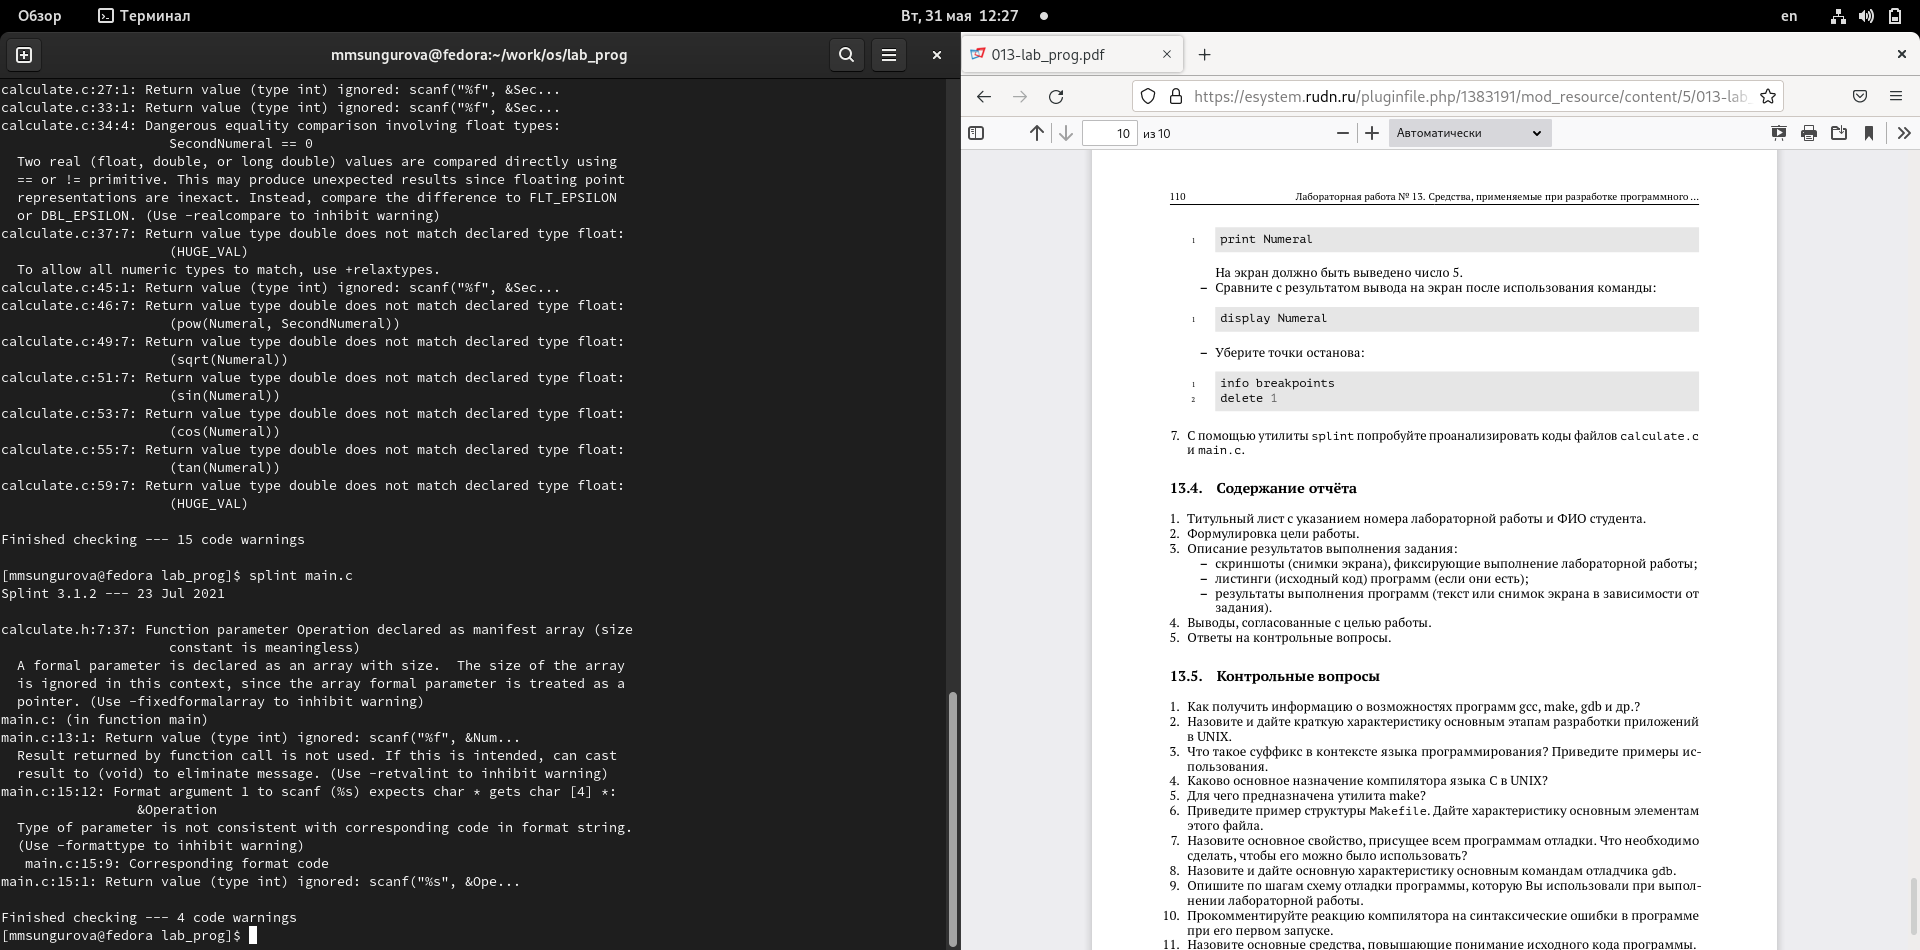 Обзор
Терминал
Вт, 31 мая 12:27
en
mmsungurova@fedora:~/work/os/lab_prog
calculate.c:27:1: Return value (type int) ignored: scanf("%f", &Sec...
calculate.c:33:1: Return value (type int) ignored: scanf("%f", &Sec...
calculate.c:34:4: Dangerous equality comparison involving float types:
SecondNumeral == 0
Two real (float, double, or long double) values are compared directly using
== or != primitive. This may produce unexpected results since floating point
representations are inexact. Instead, compare the difference to FLT_EPSILON
or DBL_EPSILON. (Use -realcompare to inhibit warning)
calculate.c:37:7: Return value type double does not match declared type float:
(HUGE_VAL)
To allow all numeric types to match, use +relaxtypes.
calculate.c:45:1: Return value (type int) ignored: scanf("%f", &Sec...
calculate.c:46:7: Return value type double does not match declared type float:
(pow(Numeral, SecondNumeral))
calculate.c:49:7: Return value type double does not match declared type float:
(sqrt(Numeral))
calculate.c:51:7: Return value type double does not match declared type float:
(sin(Numeral))
calculate.c:53:7: Return value type double does not match declared type float:
(cos(Numeral))
calculate.c:55:7: Return value type double does not match declared type float:
(tan(Numeral))
calculate.c:59:7: Return value type double does not match declared type float:
(HUGE_VAL)
Finished checking --- 15 code warnings
[mmsungurova@fedora lab_prog]$ splint main.c
Splint 3.1.2 --- 23 Jul 2021
calculate.h:7:37: Function parameter Operation declared as manifest array (size
constant is meaningless)
A formal parameter is declared as an array with size.  The size of the array
is ignored in this context, since the array formal parameter is treated as a
pointer. (Use -fixedformalarray to inhibit warning)
main.c: (in function main)
main.c:13:1: Return value (type int) ignored: scanf("%f", &Num...
Result returned by function call is not used. If this is intended, can cast
result to (void) to eliminate message. (Use -retvalint to inhibit warning)
main.c:15:12: Format argument 1 to scanf (%s) expects char * gets char [4] *:
&Operation
Type of parameter is not consistent with corresponding code in format string.
(Use -formattype to inhibit warning)
main.c:15:9: Corresponding format code
main.c:15:1: Return value (type int) ignored: scanf("%s", &Ope...
Finished checking --- 4 code warnings
[mmsungurova@fedora lab_prog]$
013-lab_prog.pdf
https://esystem.rudn.ru/pluginfile.php/1383191/mod_resource/content/5/013-lab_
10 из 10
Автоматически
110 Лабораторная работа № 13. Средства, применяемые при разработке программного ...
1 print Numeral
На экран должно быть выведено число 5.
– Сравните с результатом вывода на экран после использования команды:
1 display Numeral
– Уберите точки останова:
1 info breakpoints
2 delete 1
7. С помощью утилиты splint попробуйте проанализировать коды файлов calculate.c
и main.c.
13.4. Содержание отчёта
1. Титульный лист с указанием номера лабораторной работы и ФИО студента.
2. Формулировка цели работы.
3. Описание результатов выполнения задания:
– скриншоты (снимки экрана), фиксирующие выполнение лабораторной работы;
– листинги (исходный код) программ (если они есть);
– результаты выполнения программ (текст или снимок экрана в зависимости от
задания).
4. Выводы, согласованные с целью работы.
5. Ответы на контрольные вопросы.
13.5. Контрольные вопросы
1. Как получить информацию о возможностях программ gcc, make, gdb и др.?
2. Назовите и дайте краткую характеристику основным этапам разработки приложений
в UNIX.
3. Что такое суффикс в контексте языка программирования? Приведите примеры ис-
пользования.
4. Каково основное назначение компилятора языка С в UNIX?
5. Для чего предназначена утилита make?
6. Приведите пример структуры Makefile. Дайте характеристику основным элементам
этого файла.
7. Назовите основное свойство, присущее всем программам отладки. Что необходимо
сделать, чтобы его можно было использовать?
8. Назовите и дайте основную характеристику основным командам отладчика gdb.
9. Опишите по шагам схему отладки программы, которую Вы использовали при выпол-
нении лабораторной работы.
10. Прокомментируйте реакцию компилятора на синтаксические ошибки в программе
при его первом запуске.
11. Назовите основные средства, повышающие понимание исходного кода программы.